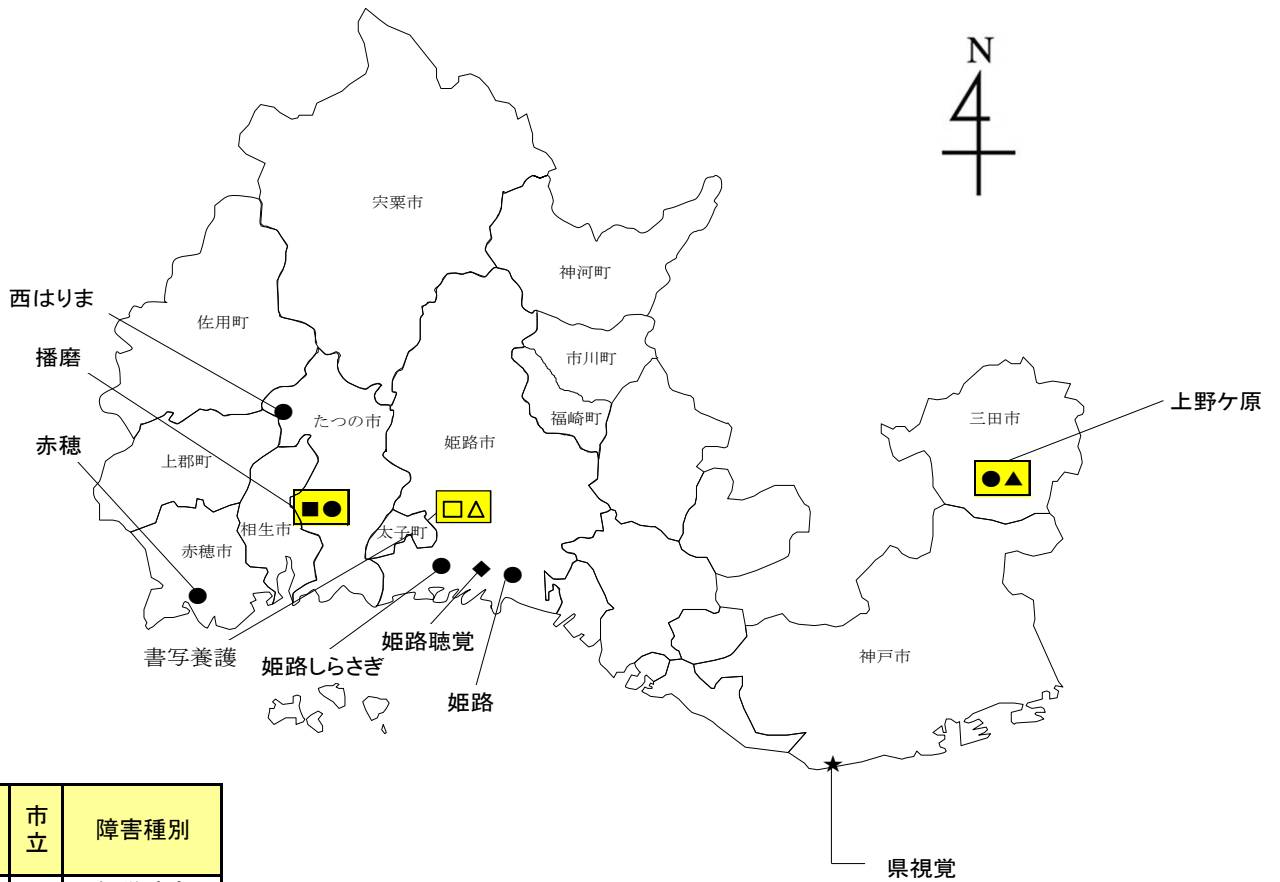 N
宍粟市
神河町
西はりま
佐用町
播磨
市川町
たつの市
福崎町
三田市
上野ケ原
赤穂
上郡町
姫路市
相生市
太子町
赤穂市
書写養護
姫路しらさぎ
姫路聴覚
姫路
神戸市
県視覚
市立
障害種別